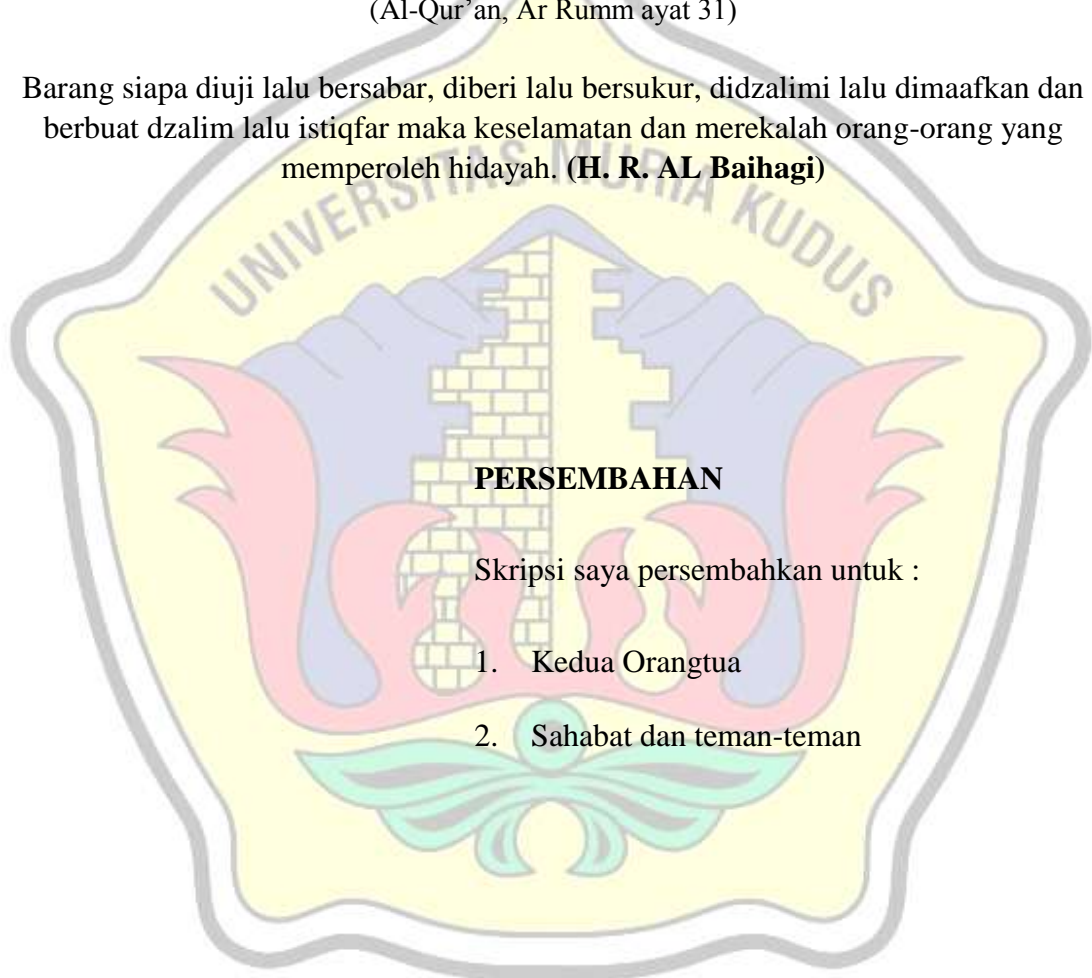 (Al-Qur’an, Ar Rumm ayat 31)
Barang siapa diuji lalu bersabar, diberi lalu bersukur, didzalimi lalu dimaafkan dan
berbuat dzalim lalu istiqfar maka keselamatan dan merekalah orang-orang yang
memperoleh hidayah. (H. R. AL Baihagi)
UNIVERSITAS MURIA KUDUS
PERSEMBAHAN
Skripsi saya persembahkan untuk :
1. Kedua Orangtua
2. Sahabat dan teman-teman